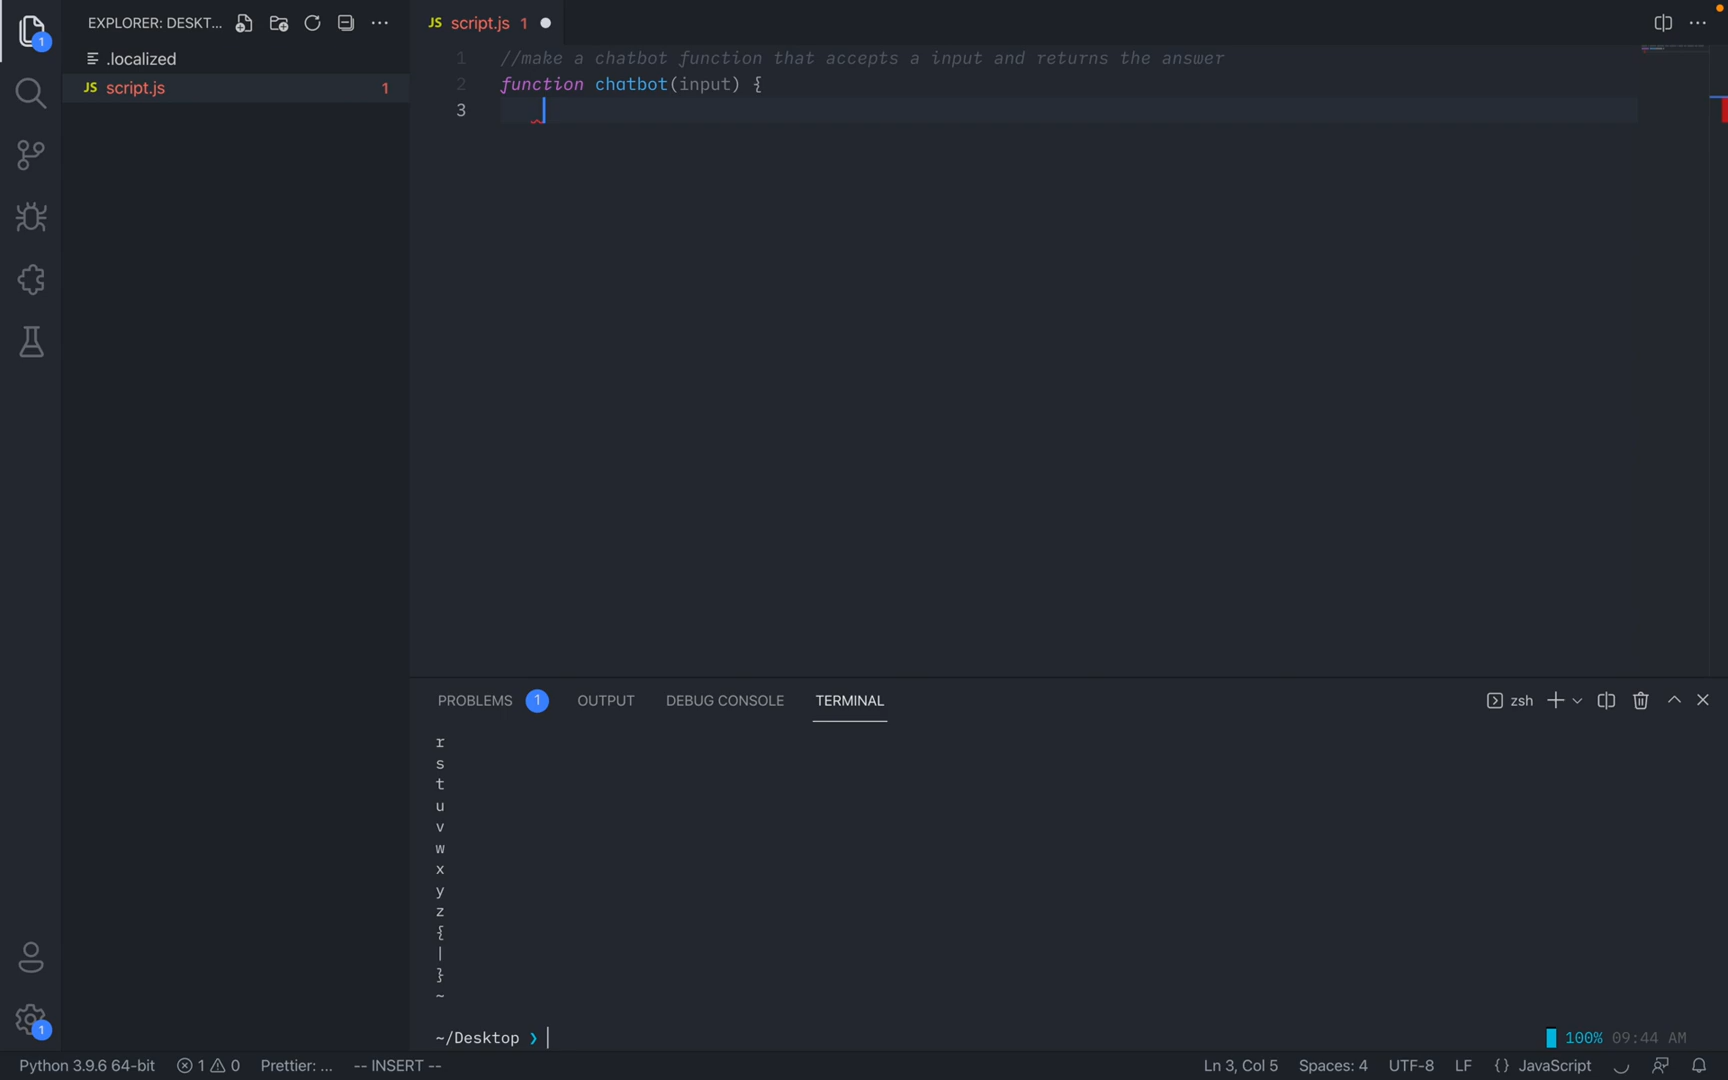 EXPLORER: DESKT...
1
.localized
JS script.js 1
JS script.js 1
1 //make a chatbot function that accepts a input and returns the answer
2 function chatbot(input) {
3
PROBLEMS 1 OUTPUT DEBUG CONSOLE TERMINAL
zsh
r
s
t
u
v
w
x
y
z
{
|
}
~
~/Desktop ❯
100% 09:44 AM
1
Python 3.9.6 64-bit 1 0 Prettier: ... -- INSERT -- Ln 3, Col 5 Spaces: 4 UTF-8 LF {} JavaScript